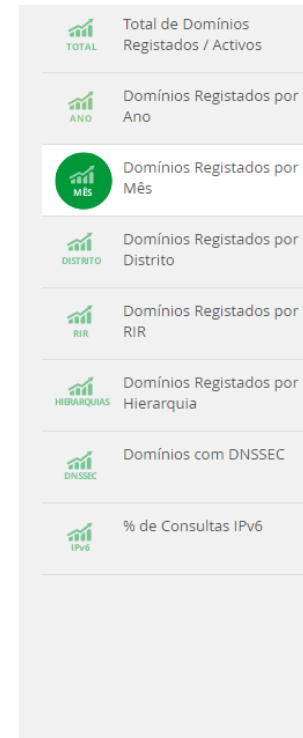 Total de Domínios
TOTAL
Registados / Activos
Domínios Registados por
ANO
Ano
Domínios Registados por
MÊS
Mês
Domínios Registados por
DISTRITO
Distrito
Domínios Registados por
RIR
RIR
Domínios Registados por
HIERARQUIAS
Hierarquia
Domínios com DNSSEC
DNSSEC
% de Consultas IPv6
IPv6